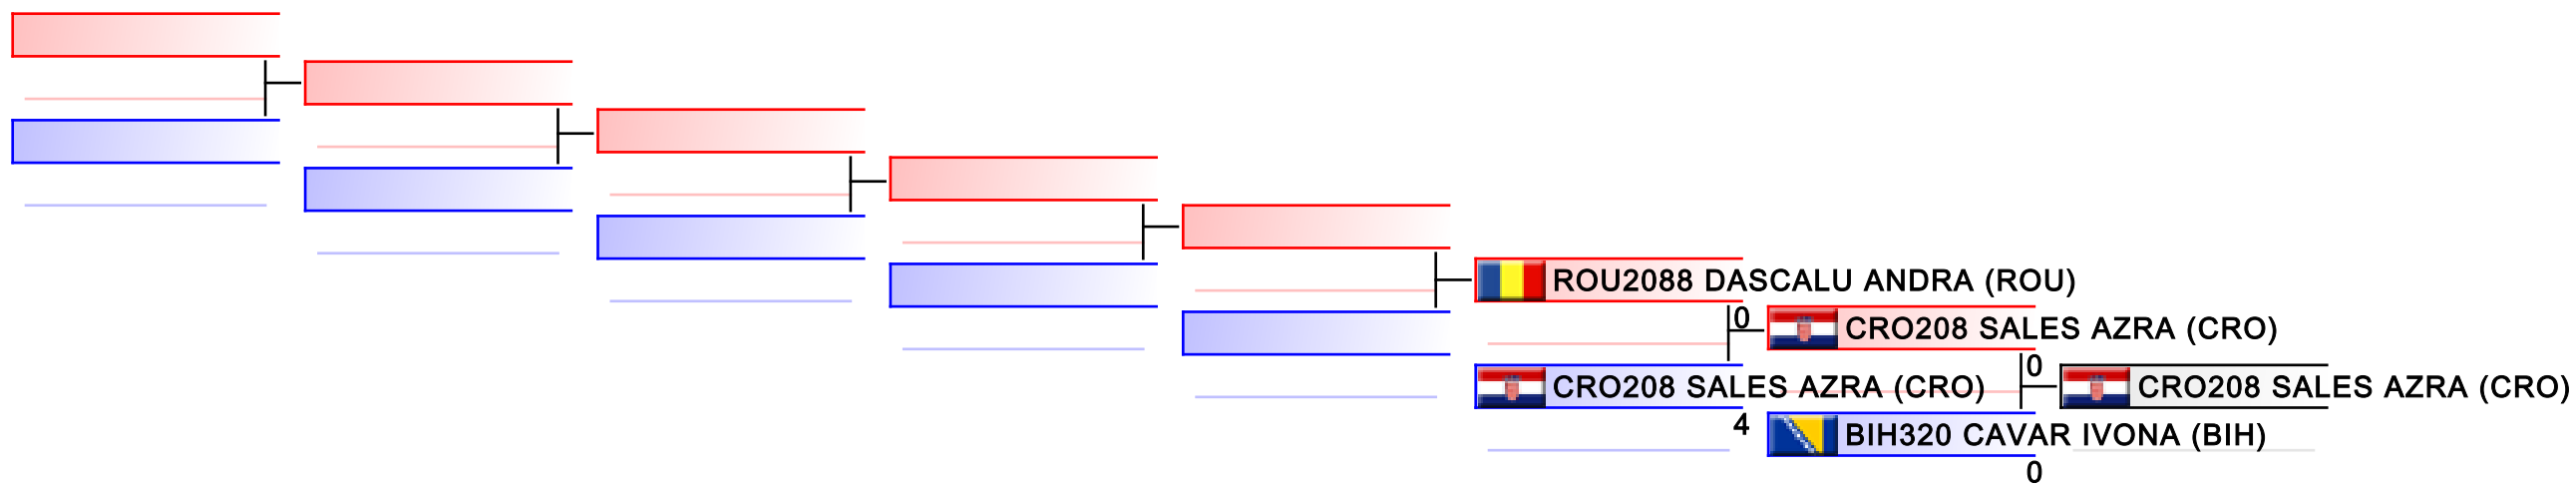 ROU2088 DASCALU ANDRA (ROU)
0
CRO208 SALES AZRA (CRO)
0
CRO208 SALES AZRA (CRO)
CRO208 SALES AZRA (CRO)
4
BIH320 CAVAR IVONA (BIH)
0